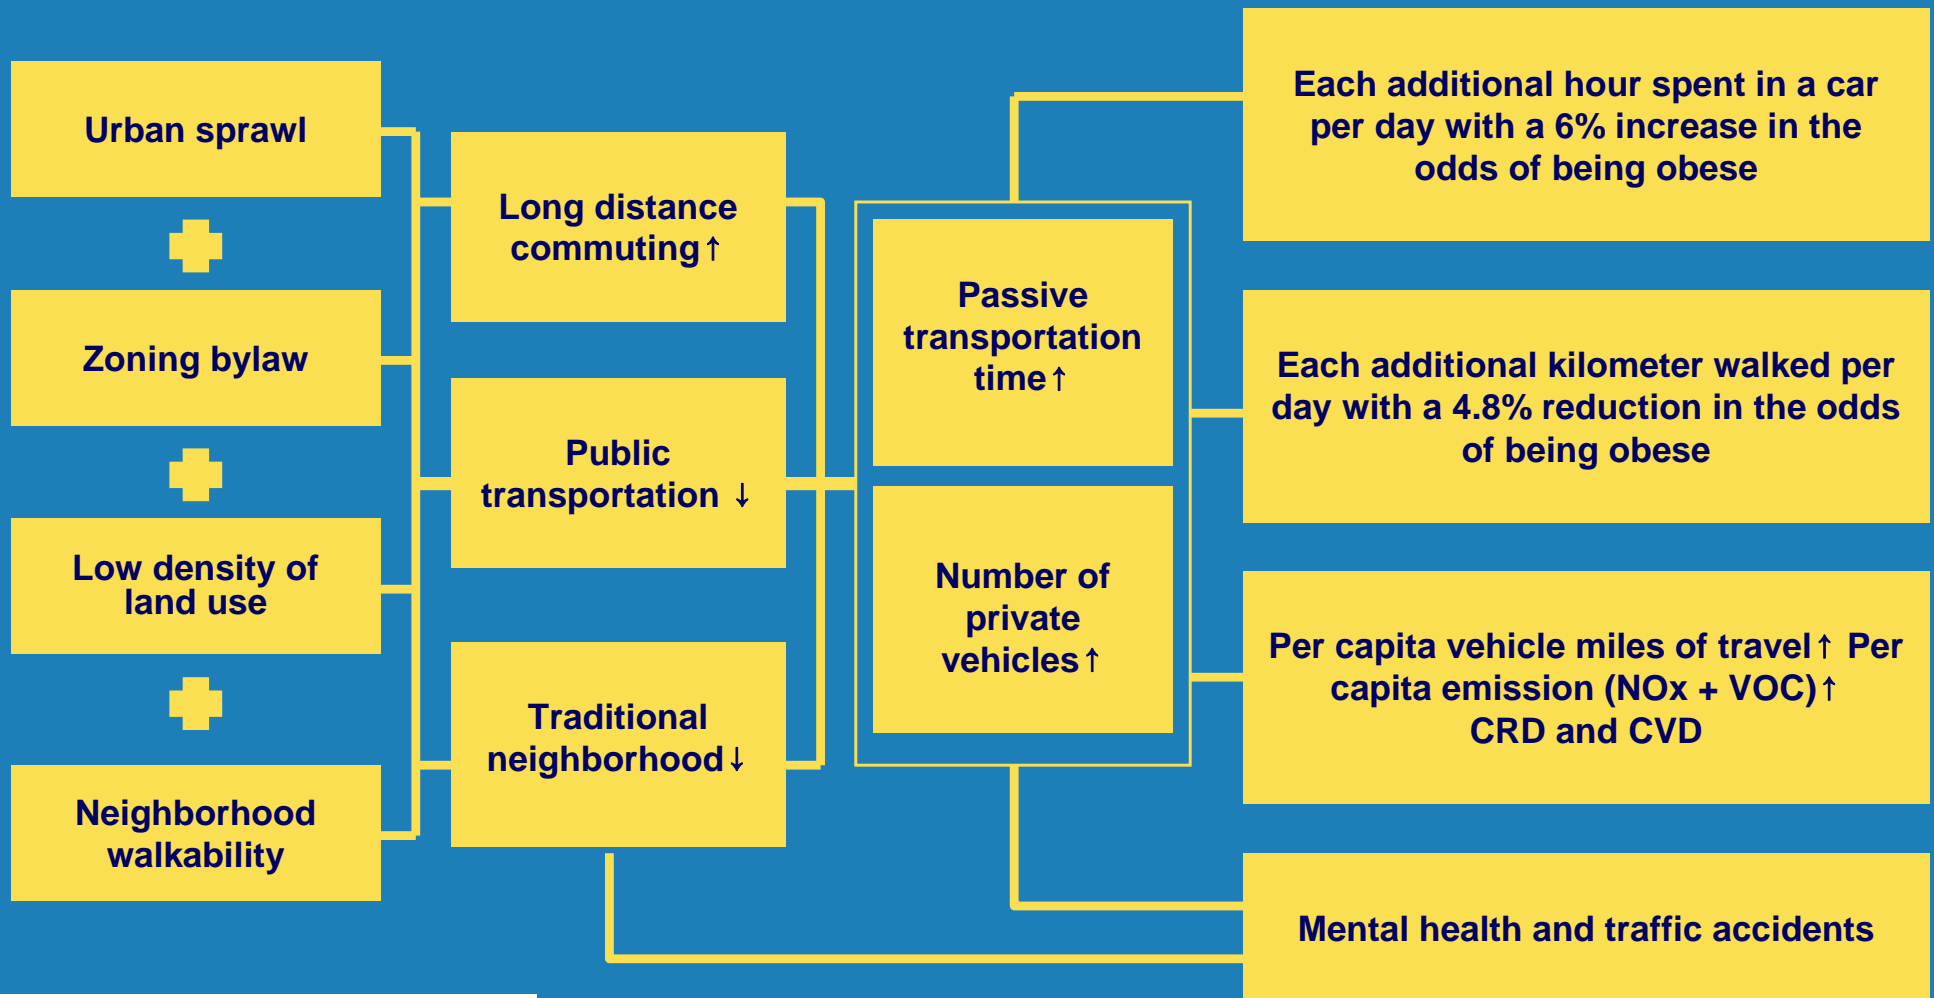 Urban sprawl
Zoning bylaw
Low density of
land use
Neighborhood
walkability
Long distance
commuting↑
Public
transportation ↓
Traditional
neighborhood↓
Passive
transportation
time↑
Number of
private
vehicles↑
Each additional hour spent in a car
per day with a 6% increase in the
odds of being obese
Each additional kilometer walked per
day with a 4.8% reduction in the odds
of being obese
Per capita vehicle miles of travel↑ Per
capita emission (NOx + VOC)↑
CRD and CVD
Mental health and traffic accidents